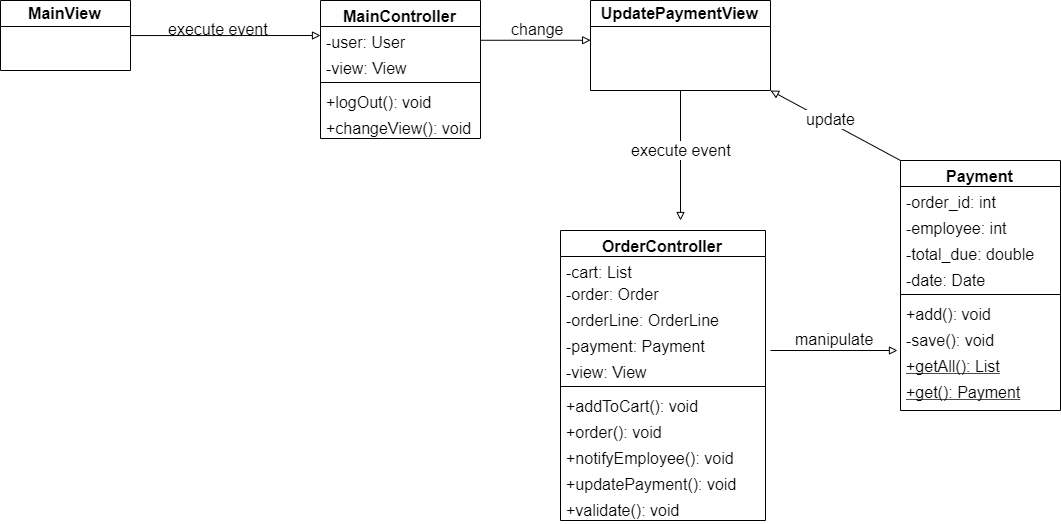 MainView
execute event
MainController
-user: User
-view: View
+logOut(): void
+changeView(): void
change
UpdatePaymentView
execute event
update
OrderController
-cart: List
-order: Order
-orderLine: OrderLine
-payment: Payment
-view: View
+addToCart(): void
+order(): void
+notifyEmployee(): void
+updatePayment(): void
+validate(): void
manipulate
Payment
-order_id: int
-employee: int
-total_due: double
-date: Date
+add(): void
-save(): void
+getAll(): List
+get(): Payment